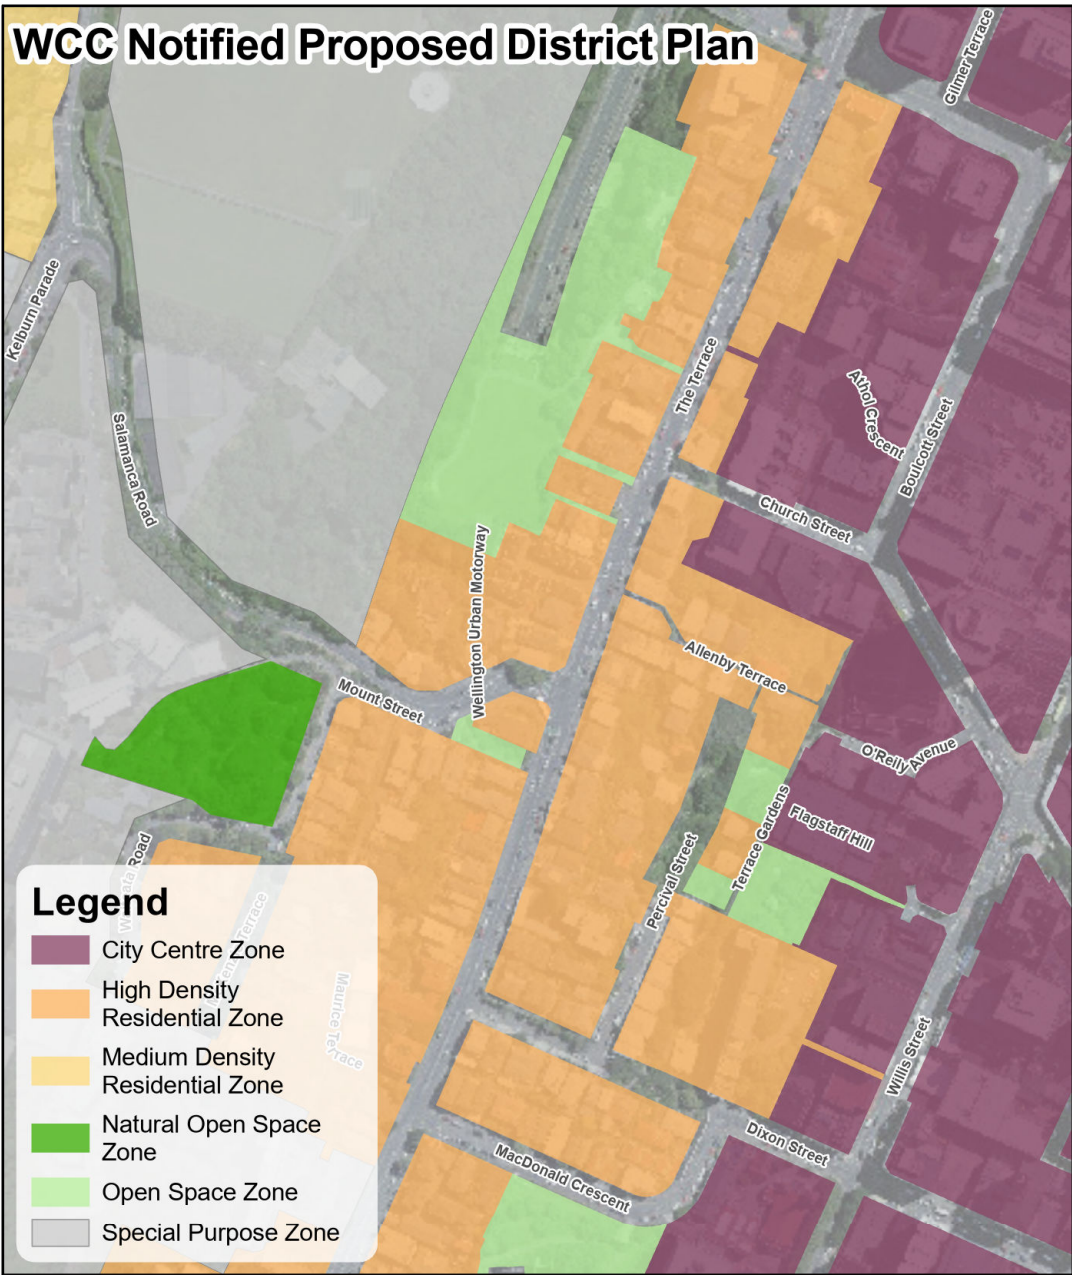 WCC Notified Proposed District Plan
Gilmer Terrace
Kelburn Parade
The Terrace
Athol Crescent
Boulcott Street
Salamanca Road
Church Street
Wellington Urban Motorway
Allenby Terrace
Mount Street
O'Reily Avenue
Flagstaff Hill
Terrace Gardens
Percival Street
Road
Terrace
Maurice Terrace
Willis Street
Dixon Street
MacDonald Crescent
Legend
City Centre Zone
High Density
Residential Zone
Medium Density
Residential Zone
Natural Open Space
Zone
Open Space Zone
Special Purpose Zone